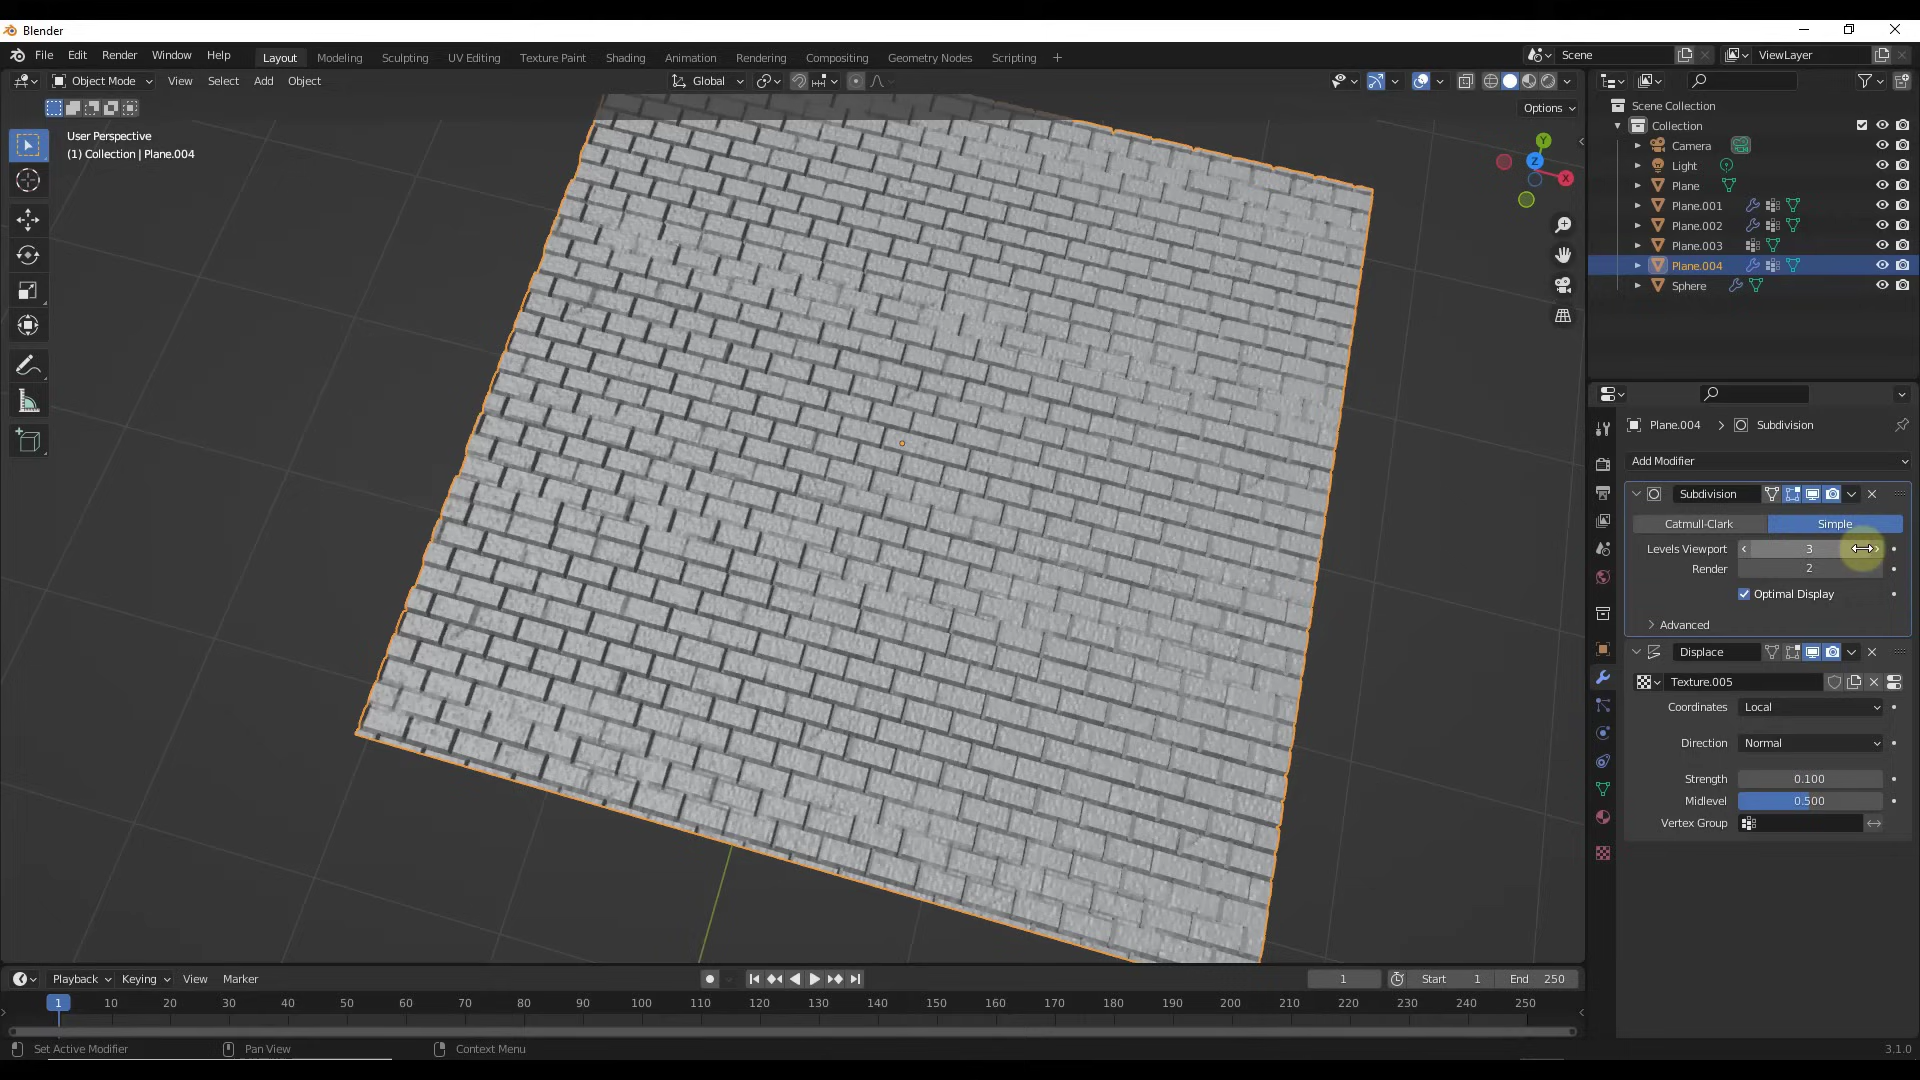 Blender
File Edit Render Window Help Layout Modeling Sculpting UV Editing Texture Paint Shading Animation Rendering Compositing Geometry Nodes Scripting + Scene ViewLayer
Object Mode View Select Add Object Global
Options
User Perspective
(1) Collection | Plane.004
Y
Z
X
Scene Collection
Collection
Camera
Light
Plane
Plane.001
Plane.002
Plane.003
Plane.004
Sphere
Plane.004 > Subdivision
Add Modifier
Subdivision
Catmull-Clark Simple
Levels Viewport 3
Render 2
Optimal Display
Advanced
Displace
Texture.005
Coordinates Local
Direction Normal
Strength 0.100
Midlevel 0.500
Vertex Group
Playback Keying View Marker 1 Start 1 End 250
1 10 20 30 40 50 60 70 80 90 100 110 120 130 140 150 160 170 180 190 200 210 220 230 240 250
Set Active Modifier Pan View Context Menu 3.1.0